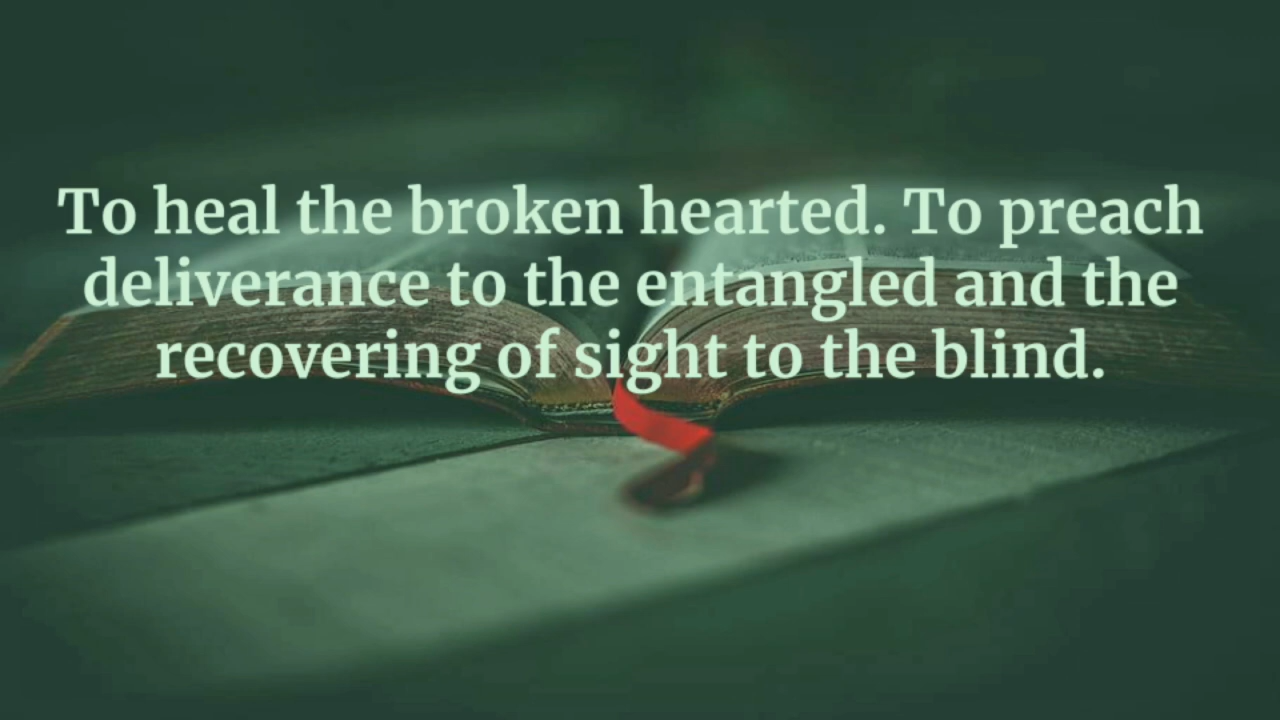 To heal the broken hearted. To preach
deliverance to the entangled and the
recovering of sight to the blind.